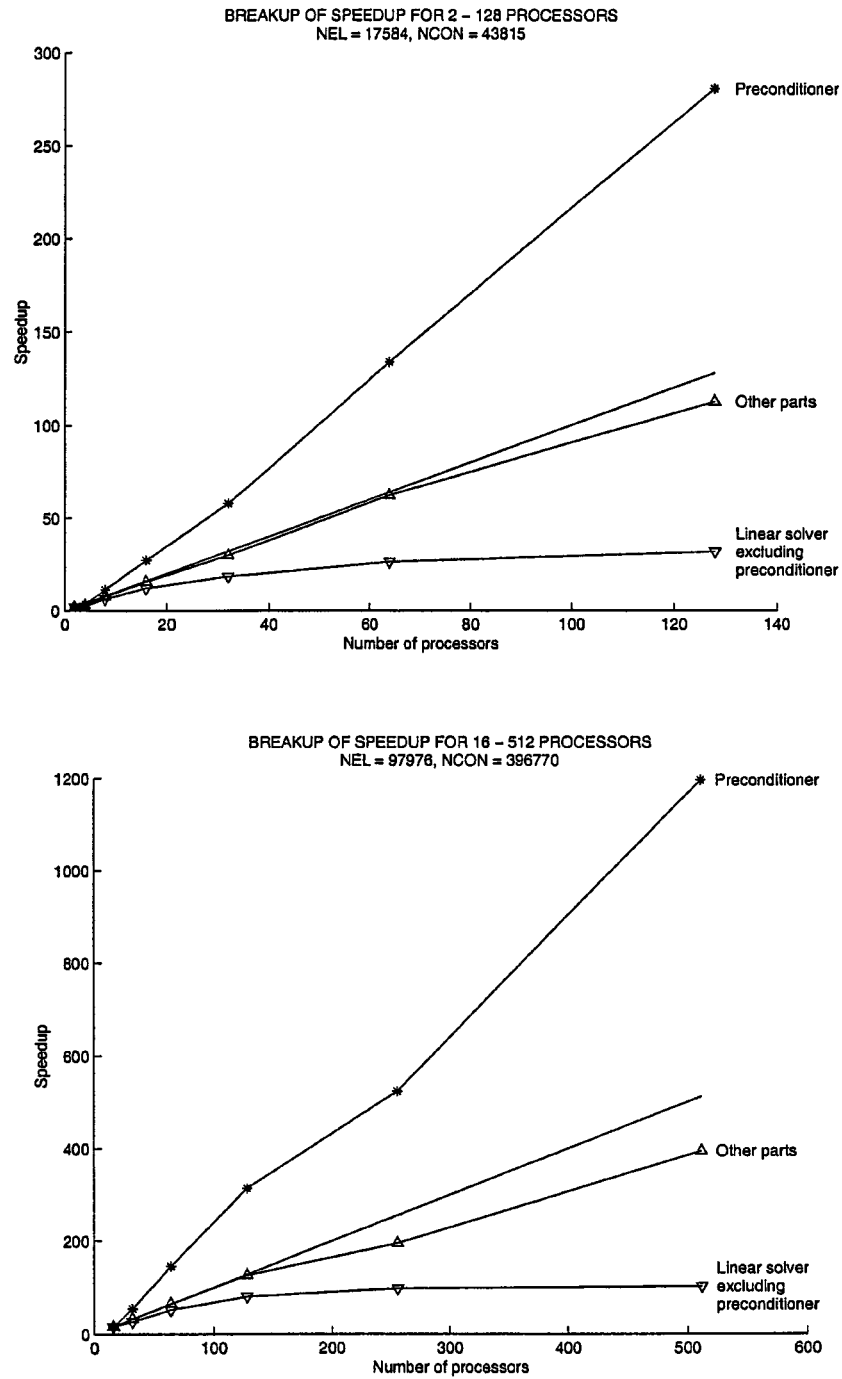 BREAKUP OF SPEEDUP FOR 2 – 128 PROCESSORS
NEL = 17584, NCON = 43815
300
250
200
150
100
50
0
Speedup
Preconditioner
Other parts
Linear solver
excluding
preconditioner
0 20 40 60 80 100 120 140
Number of processors
BREAKUP OF SPEEDUP FOR 16 – 512 PROCESSORS
NEL = 97976, NCON = 396770
1200
1000
800
600
400
200
0
Speedup
Preconditioner
Other parts
Linear solver
excluding
preconditioner
0 100 200 300 400 500 600
Number of processors